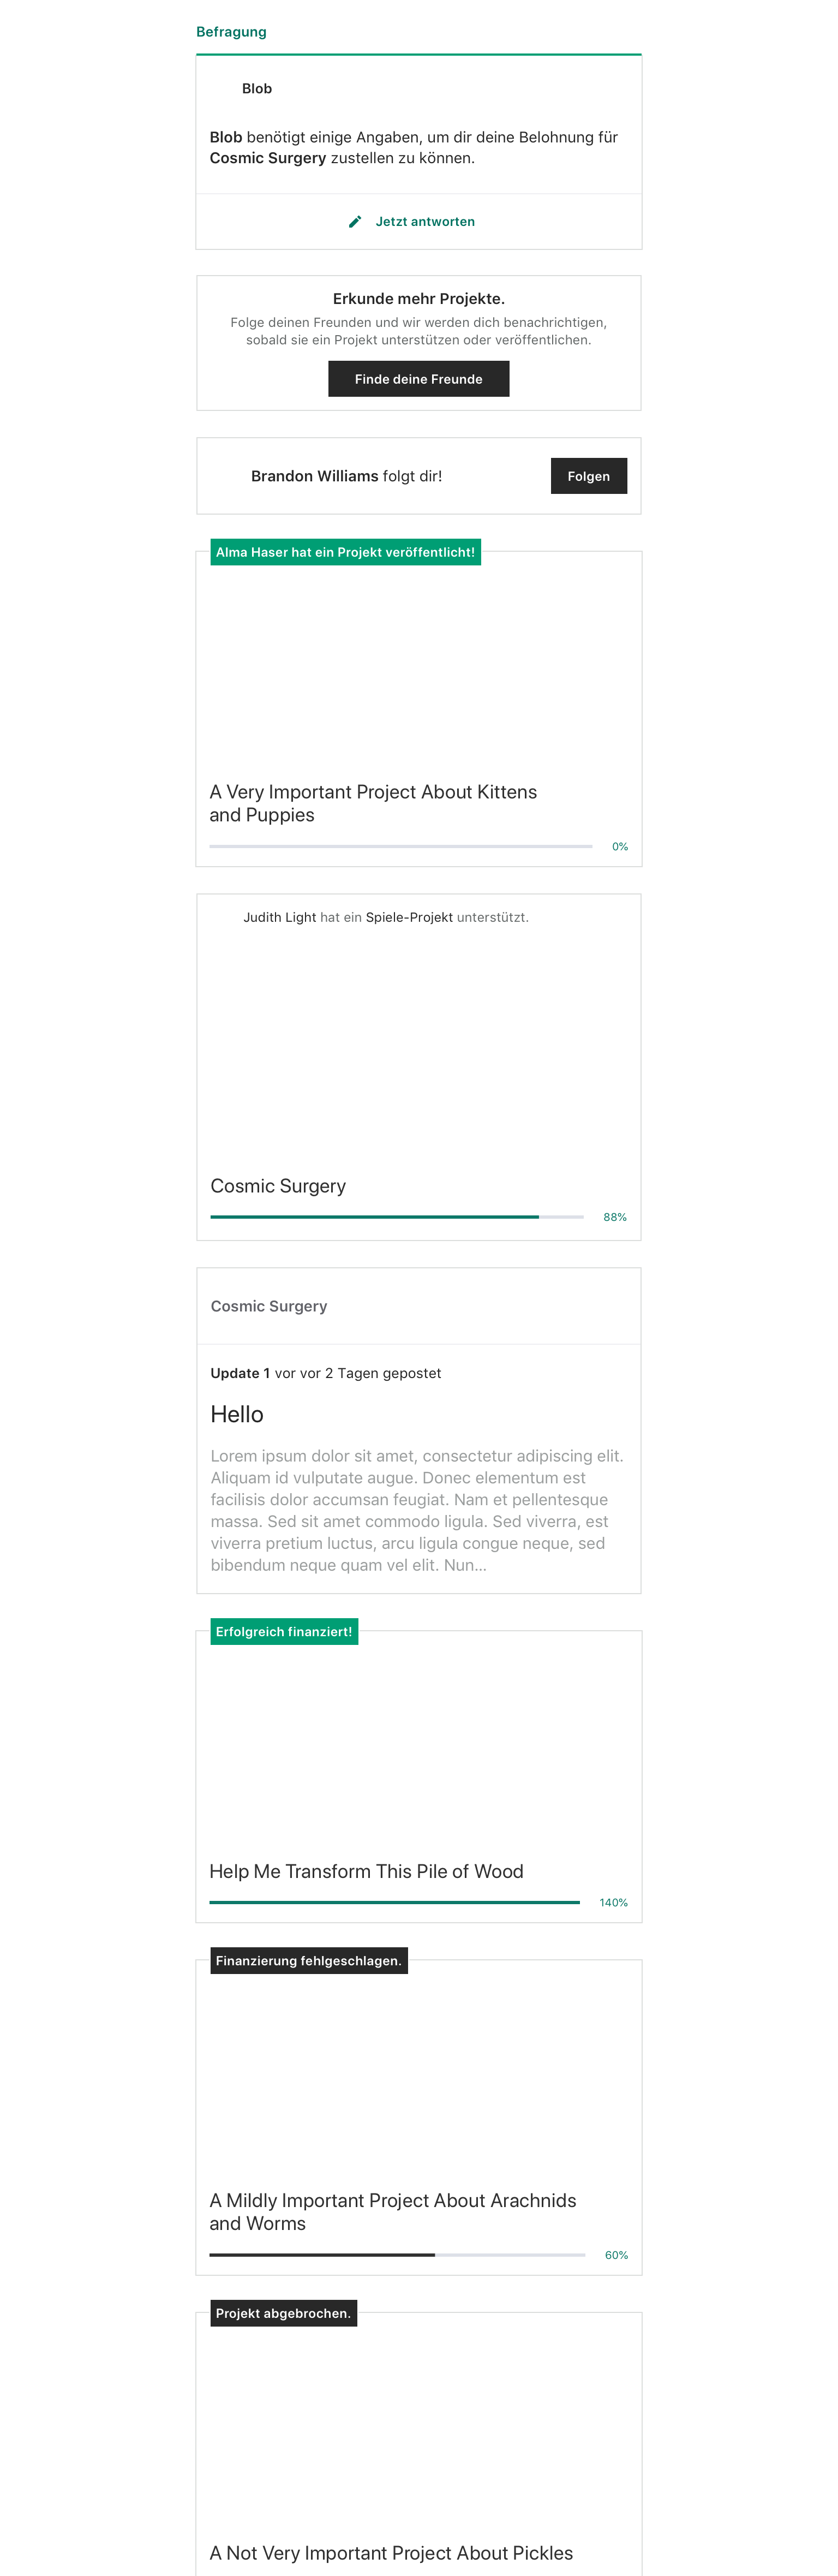 Befragung
Blob
Blob benötigt einige Angaben, um dir deine Belohnung für
Cosmic Surgery zustellen zu können.
Jetzt antworten
Erkunde mehr Projekte.
Folge deinen Freunden und wir werden dich benachrichtigen,
sobald sie ein Projekt unterstützen oder veröffentlichen.
Finde deine Freunde
Brandon Williams folgt dir!
Folgen
Alma Haser hat ein Projekt veröffentlicht!
A Very Important Project About Kittens
and Puppies
0%
Judith Light hat ein Spiele-Projekt unterstützt.
Cosmic Surgery
88%
Cosmic Surgery
Update 1 vor vor 2 Tagen gepostet
Hello
Lorem ipsum dolor sit amet, consectetur adipiscing elit.
Aliquam id vulputate augue. Donec elementum est
facilisis dolor accumsan feugiat. Nam et pellentesque
massa. Sed sit amet commodo ligula. Sed viverra, est
viverra pretium luctus, arcu ligula congue neque, sed
bibendum neque quam vel elit. Nun...
Erfolgreich finanziert!
Help Me Transform This Pile of Wood
140%
Finanzierung fehlgeschlagen.
A Mildly Important Project About Arachnids
and Worms
60%
Projekt abgebrochen.
A Not Very Important Project About Pickles